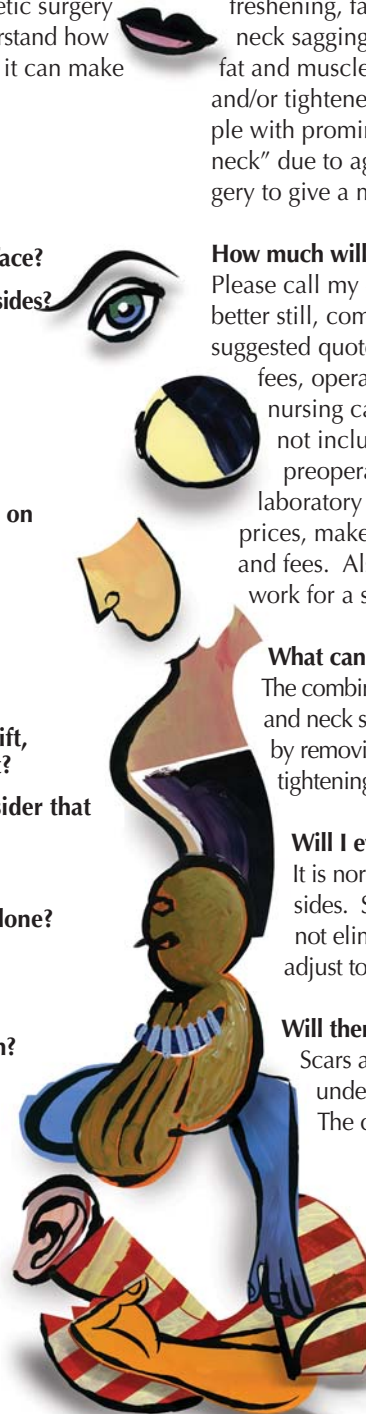 etic surgery
rstand how
it can make
face?
sides?
on
ift,
?
sider that
done?
n?
freshening, fa
neck sagging
fat and muscle
and/or tightene
ple with promin
neck” due to ag
gery to give a m
How much will
Please call my
better still, com
suggested quote
fees, opera
nursing ca
not inclu
preopera
laboratory
prices, make
and fees. Al
work for a s
What can
The combin
and neck s
by removi
tightening
Will I e
It is nor
sides. S
not elin
adjust to
Will ther
Scars a
unde
The c